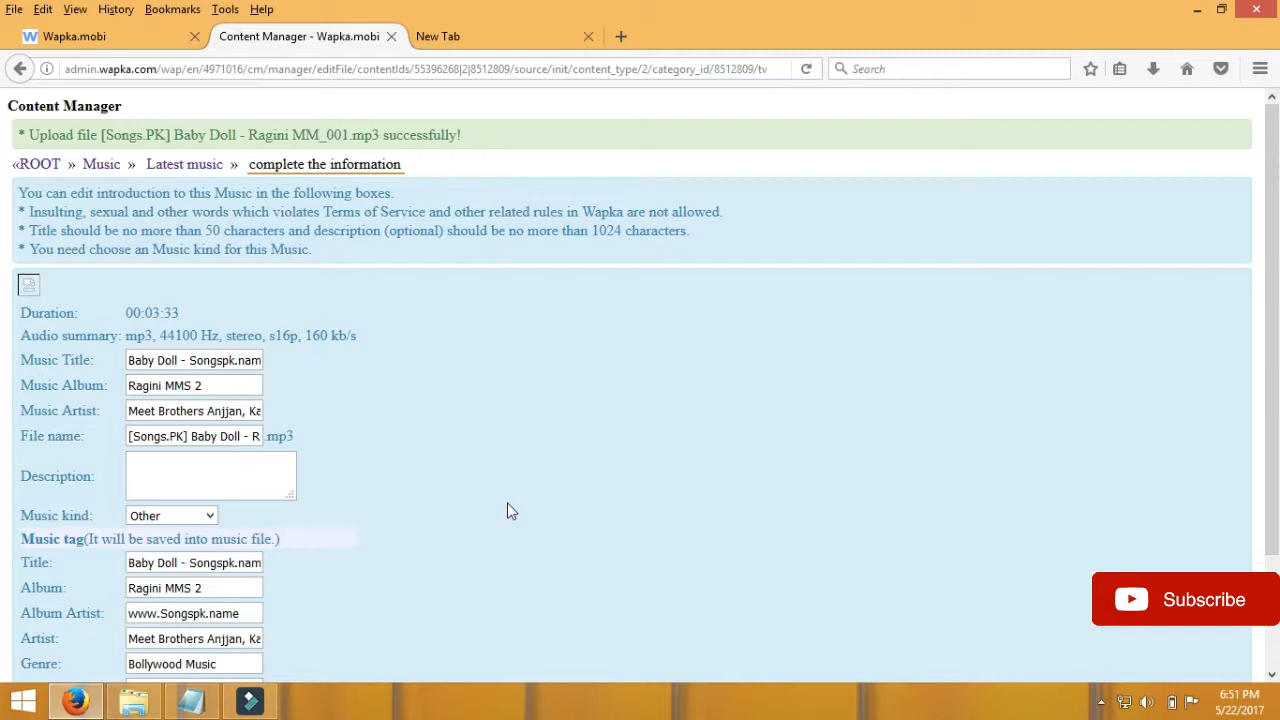 File Edit View History Bookmarks Tools Help
W Wapka.mobi Content Manager - Wapka.mobi New Tab
admin.wapka.com/wap/en/4971016/cm/manager/editFile/contentIds/55396268|2|8512809/source/init/content_type/2/category_id/8512809/tv Search
Content Manager
* Upload file [Songs.PK] Baby Doll - Ragini MM_001.mp3 successfully!
«ROOT » Music » Latest music » complete the information
You can edit introduction to this Music in the following boxes.
* Insulting, sexual and other words which violates Terms of Service and other related rules in Wapka are not allowed.
* Title should be no more than 50 characters and description (optional) should be no more than 1024 characters.
* You need choose an Music kind for this Music.
Duration: 00:03:33
Audio summary: mp3, 44100 Hz, stereo, s16p, 160 kb/s
Music Title: Baby Doll - Songspk.nam
Music Album: Ragini MMS 2
Music Artist: Meet Brothers Anjjan, Ka
File name: [Songs.PK] Baby Doll - R .mp3
Description:
Music kind: Other
Music tag(It will be saved into music file.)
Title: Baby Doll - Songspk.nam
Album: Ragini MMS 2
Album Artist: www.Songspk.name
Artist: Meet Brothers Anjjan, Ka
Genre: Bollywood Music
Subscribe
6:51 PM
5/22/2017